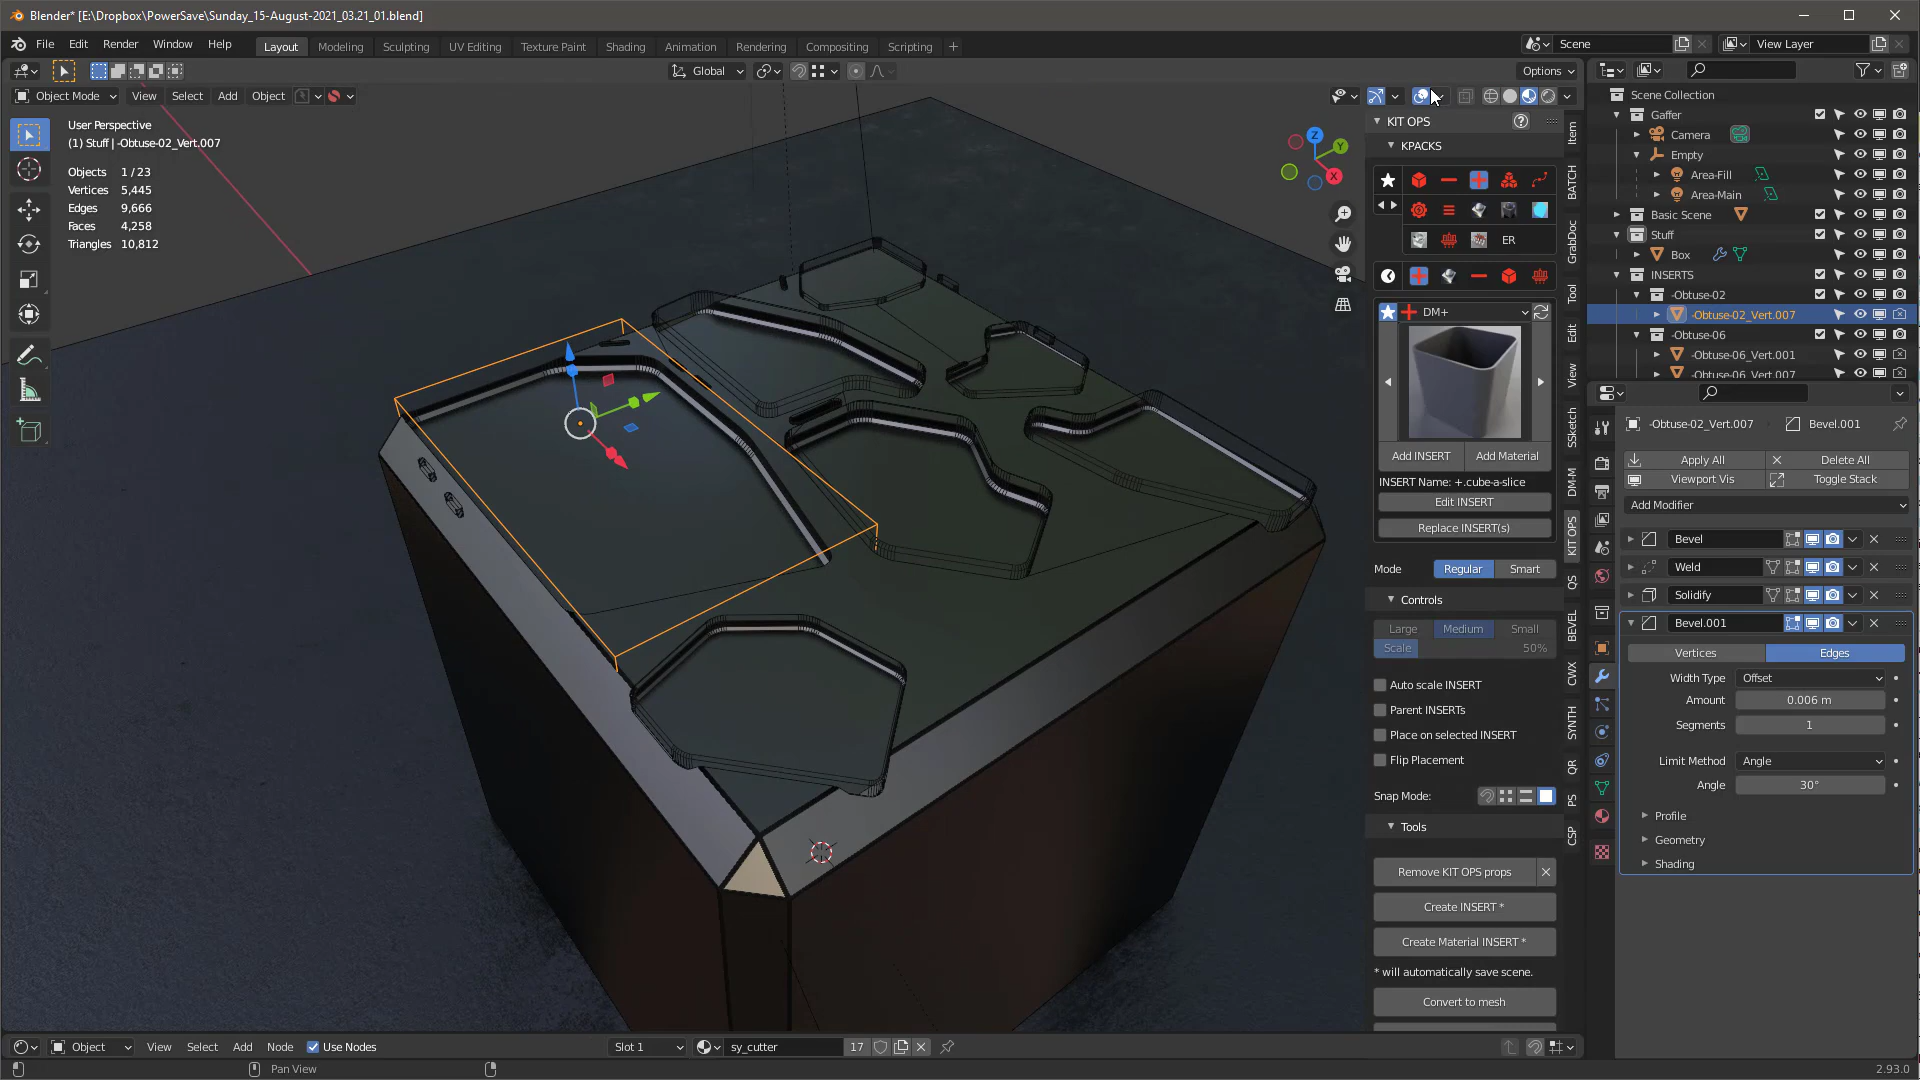 Blender* [E:\Dropbox\PowerSave\Sunday_15-August-2021_03.21_01.blend]
File Edit Render Window Help
Layout Modeling Sculpting UV Editing Texture Paint Shading Animation Rendering Compositing Scripting +
Scene
View Layer
Global
Options
Object Mode View Select Add Object
User Perspective
(1) Stuff | -Obtuse-02_Vert.007
Objects 1 / 23
Vertices 5,445
Edges 9,666
Faces 4,258
Triangles 10,812
Z
Y
X
KIT OPS
KPACKS
ER
DM+
Add INSERT
Add Material
INSERT Name: +.cube-a-slice
Edit INSERT
Replace INSERT(s)
Mode Regular Smart
Controls
Large Medium Small
Scale 50%
Auto scale INSERT
Parent INSERTs
Place on selected INSERT
Flip Placement
Snap Mode:
Tools
Remove KIT OPS props
Create INSERT *
Create Material INSERT *
* will automatically save scene.
Convert to mesh
Item
BATCH
GrabDoc
Tool
Edit
View
SSketch
DM-M
KIT OPS
QS
BEVEL
CWX
SYNTH
QR
PS
CSP
Scene Collection
Gaffer
Camera
Empty
Area-Fill
Area-Main
Basic Scene
Stuff
Box
INSERTS
-Obtuse-02
-Obtuse-02_Vert.007
-Obtuse-06
-Obtuse-06_Vert.001
-Obtuse-06_Vert.007
-Obtuse-02_Vert.007
Bevel.001
Apply All
Delete All
Viewport Vis
Toggle Stack
Add Modifier
Bevel
Weld
Solidify
Bevel.001
Vertices Edges
Width Type Offset
Amount 0.006 m
Segments 1
Limit Method Angle
Angle 30°
Profile
Geometry
Shading
Object View Select Add Node Use Nodes
Slot 1
sy_cutter 17
Pan View
2.93.0